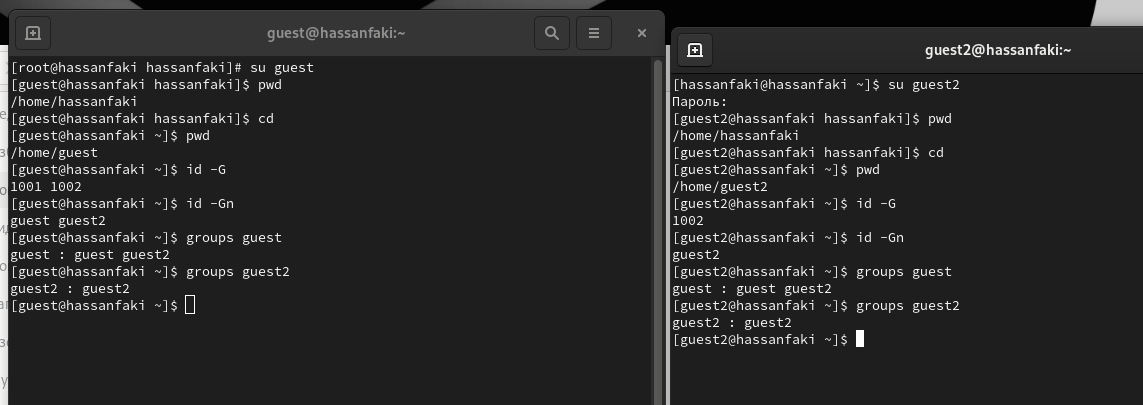 guest@hassanfaki:~
[root@hassanfaki hassanfaki]# su guest
[guest@hassanfaki hassanfaki]$ pwd
/home/hassanfaki
[guest@hassanfaki hassanfaki]$ cd
[guest@hassanfaki ~]$ pwd
/home/guest
[guest@hassanfaki ~]$ id -G
1001 1002
[guest@hassanfaki ~]$ id -Gn
guest guest2
[guest@hassanfaki ~]$ groups guest
guest : guest guest2
[guest@hassanfaki ~]$ groups guest2
guest2 : guest2
[guest@hassanfaki ~]$
guest2@hassanfaki:~
[hassanfaki@hassanfaki ~]$ su guest2
Пароль:
[guest2@hassanfaki hassanfaki]$ pwd
/home/hassanfaki
[guest2@hassanfaki hassanfaki]$ cd
[guest2@hassanfaki ~]$ pwd
/home/guest2
[guest2@hassanfaki ~]$ id -G
1002
[guest2@hassanfaki ~]$ id -Gn
guest2
[guest2@hassanfaki ~]$ groups guest
guest : guest guest2
[guest2@hassanfaki ~]$ groups guest2
guest2 : guest2
[guest2@hassanfaki ~]$